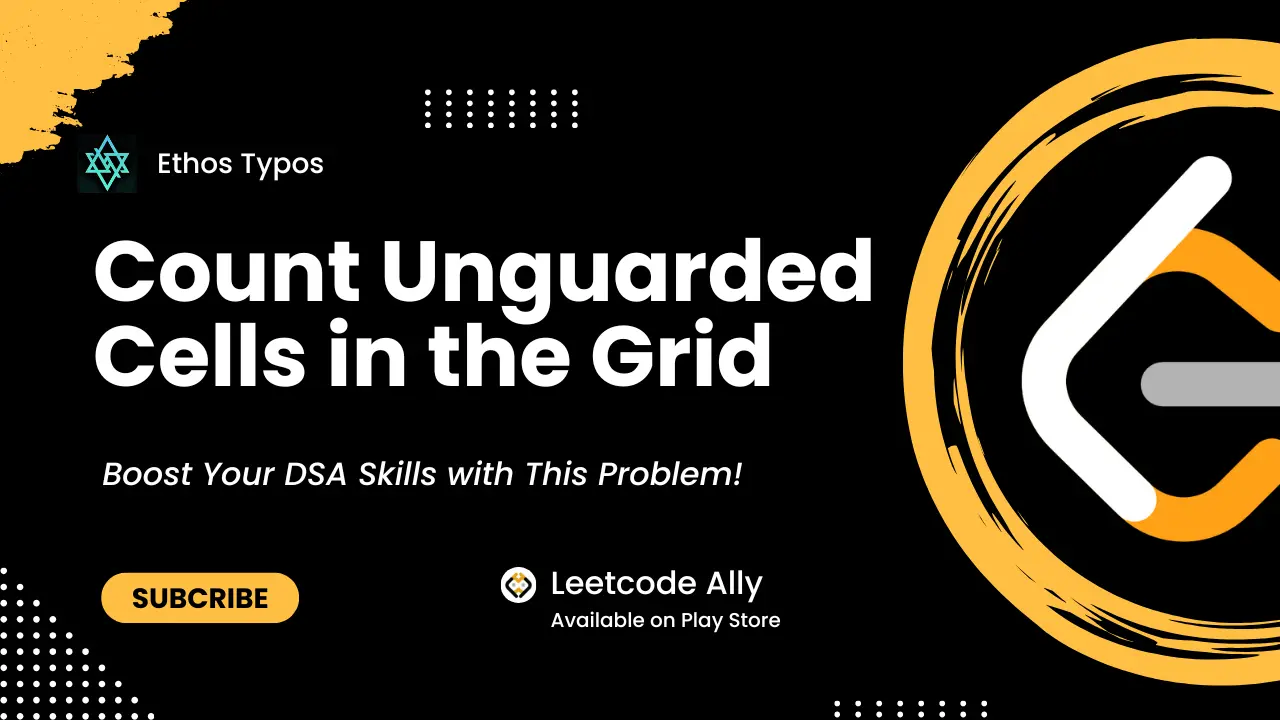 Ethos Typos
Count Unguarded
Cells in the Grid
Boost Your DSA Skills with This Problem!
SUBCRIBE
Leetcode Ally
Available on Play Store